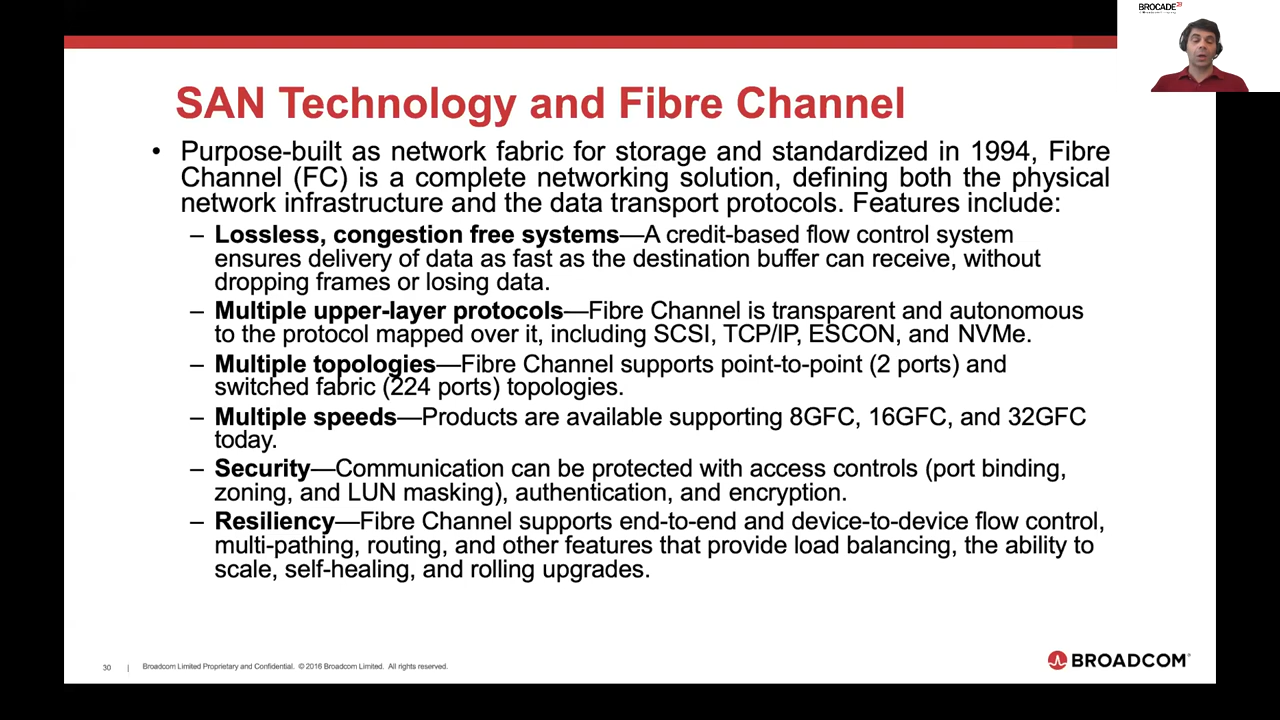 BROCADE
SAN Technology and Fibre Channel
• Purpose-built as network fabric for storage and standardized in 1994, Fibre
Channel (FC) is a complete networking solution, defining both the physical
network infrastructure and the data transport protocols. Features include:
– Lossless, congestion free systems—A credit-based flow control system
ensures delivery of data as fast as the destination buffer can receive, without
dropping frames or losing data.
– Multiple upper-layer protocols—Fibre Channel is transparent and autonomous
to the protocol mapped over it, including SCSI, TCP/IP, ESCON, and NVMe.
– Multiple topologies—Fibre Channel supports point-to-point (2 ports) and
switched fabric (224 ports) topologies.
– Multiple speeds—Products are available supporting 8GFC, 16GFC, and 32GFC
today.
– Security—Communication can be protected with access controls (port binding,
zoning, and LUN masking), authentication, and encryption.
– Resiliency—Fibre Channel supports end-to-end and device-to-device flow control,
multi-pathing, routing, and other features that provide load balancing, the ability to
scale, self-healing, and rolling upgrades.
30 | Broadcom Limited Proprietary and Confidential. © 2016 Broadcom Limited. All rights reserved.
BROADCOM®